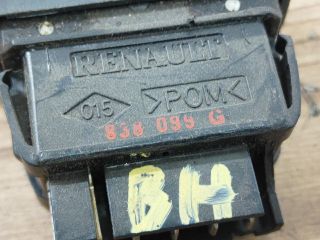 RENAULT
015 >POM<
838 099 G
BH